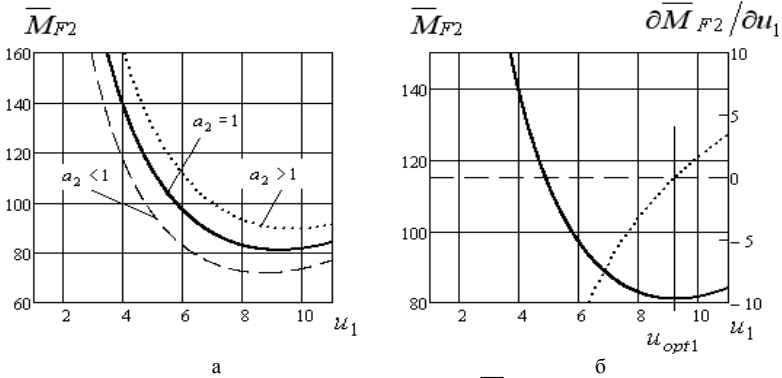 M̅F2
160
140
120
100
80
60
a2 = 1
a2 < 1
a2 > 1
2 4 6 8 10 u1
а
M̅F2
∂M̅F2/∂u1
140
120
100
80
10
5
0
– 5
– 10
2 4 6 8 10 u1
uopt1
б